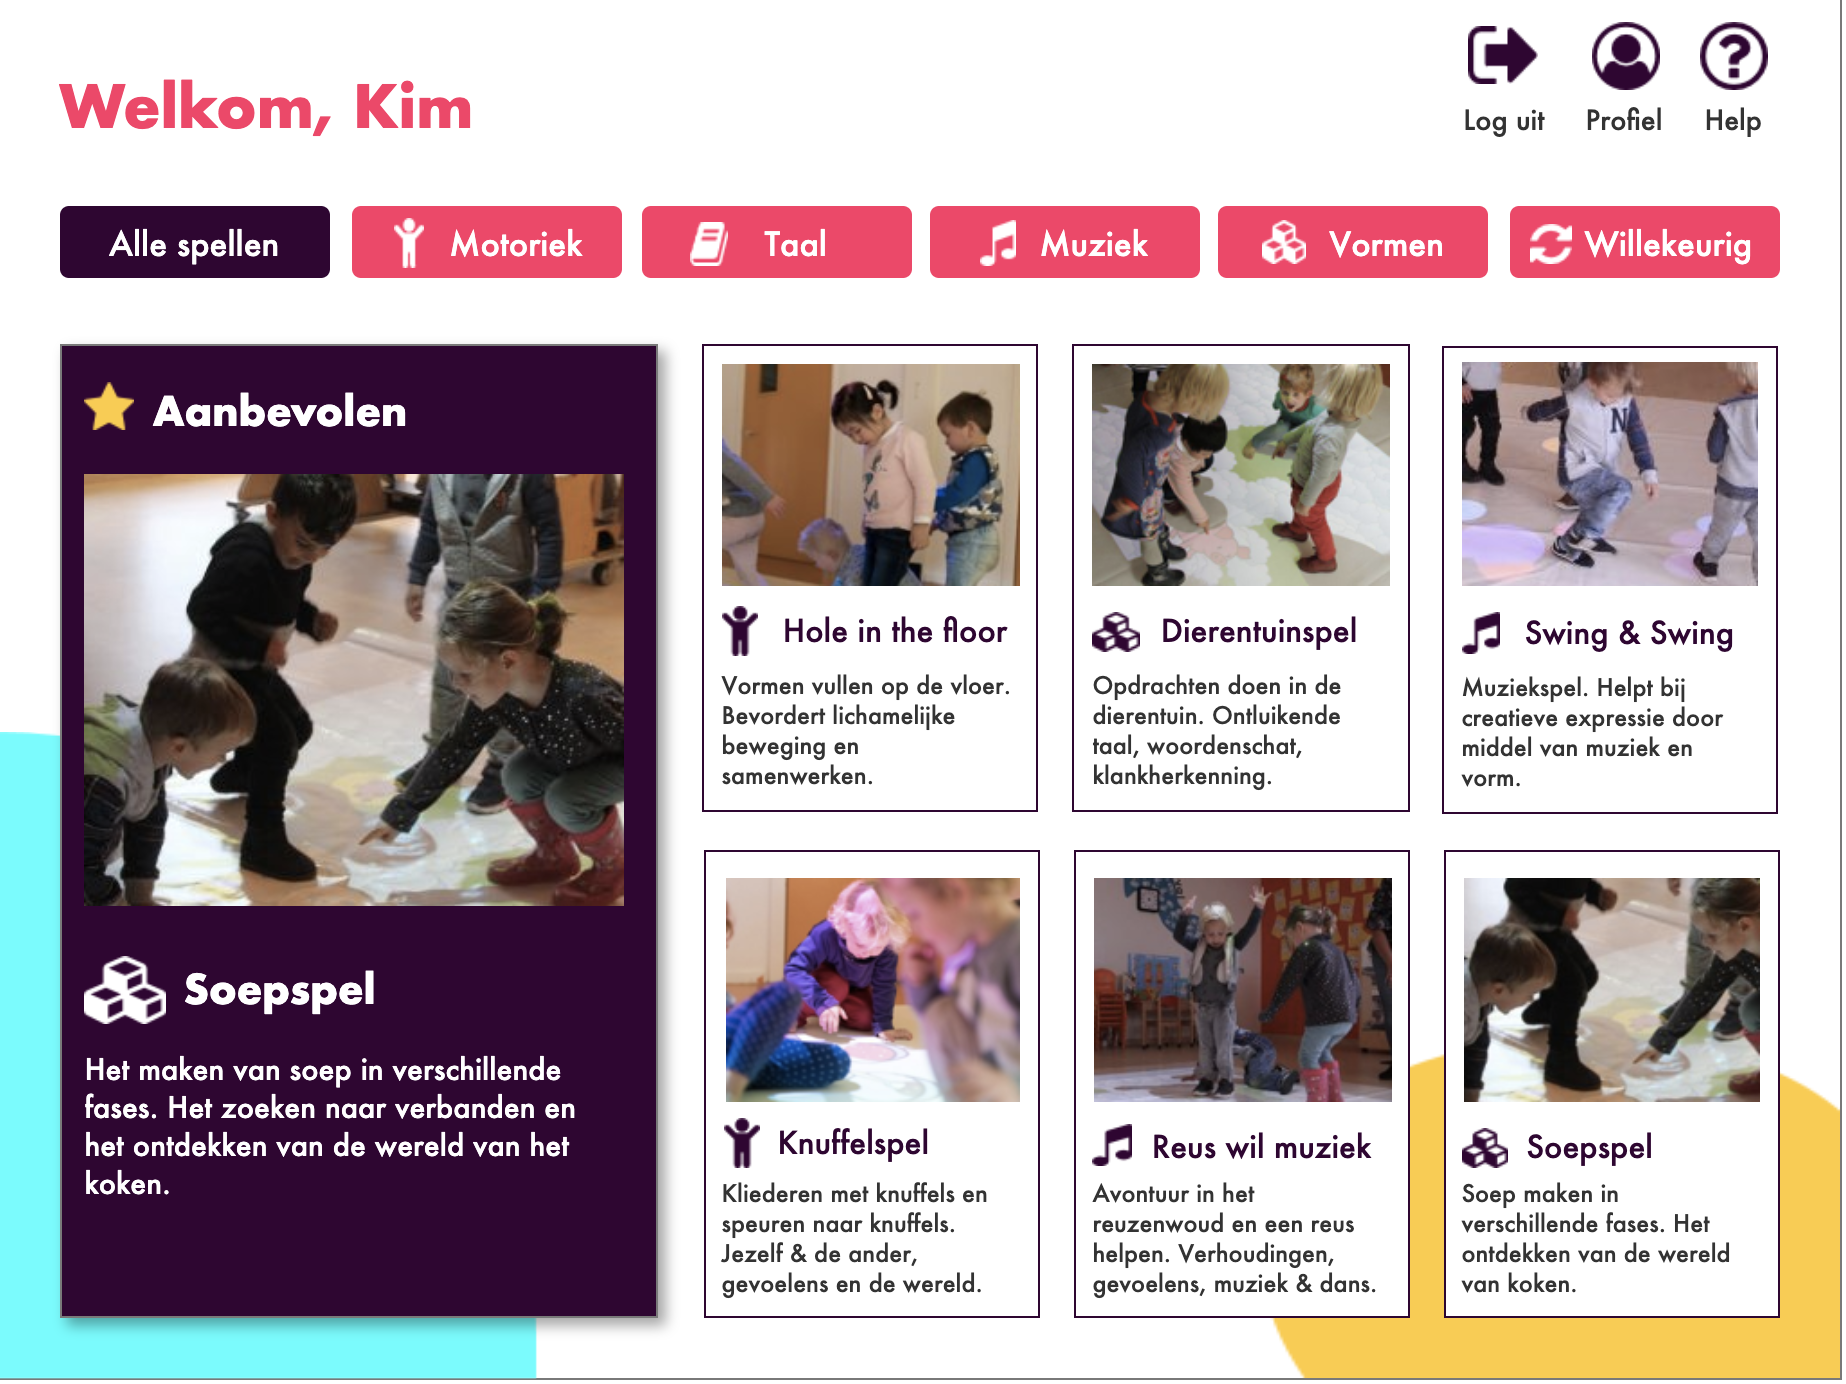 Welkom, Kim
Log uit
Profiel
Help
Alle spellen
Motoriek
Taal
Muziek
Vormen
Willekeurig
Aanbevolen
Soepspel
Het maken van soep in verschillende
fases. Het zoeken naar verbanden en
het ontdekken van de wereld van het
koken.
Hole in the floor
Vormen vullen op de vloer.
Bevordert lichamelijke
beweging en
samenwerken.
Dierentuinspel
Opdrachten doen in de
dierentuin. Ontluikende
taal, woordenschat,
klankherkenning.
N
Swing & Swing
Muziekspel. Helpt bij
creatieve expressie door
middel van muziek en
vorm.
Knuffelspel
Kliederen met knuffels en
speuren naar knuffels.
Jezelf & de ander,
gevoelens en de wereld.
Reus wil muziek
Avontuur in het
reuzenwoud en een reus
helpen. Verhoudingen,
gevoelens, muziek & dans.
Soepspel
Soep maken in
verschillende fases. Het
ontdekken van de wereld
van koken.